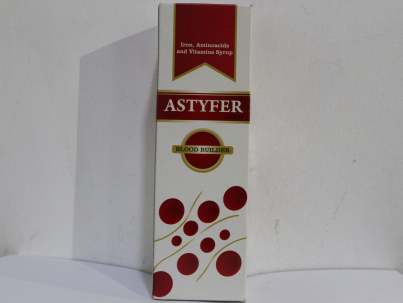 Iron, Aminoacids
and Vitamins Syrup
ASTYFER
BLOOD BUILDER